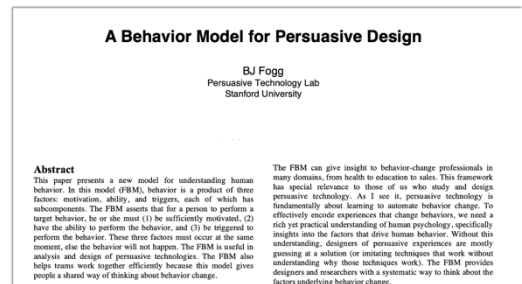 A Behavior Model for Persuasive Design
BJ Fogg
Persuasive Technology Lab
Stanford University
Abstract
This paper presents a new model for understanding human
behavior. In this model (FBM), behavior is a product of three
factors: motivation, ability, and triggers, each of which has
subcomponents. The FBM asserts that for a person to perform a
target behavior, he or she must (1) be sufficiently motivated, (2)
have the ability to perform the behavior, and (3) be triggered to
perform the behavior. These three factors must occur at the same
moment, else the behavior will not happen. The FBM is useful in
analysis and design of persuasive technologies. The FBM also
helps teams work together efficiently because this model gives
people a shared way of thinking about behavior change.
The FBM can give insight to behavior-change professionals in
many domains, from health to education to sales. This framework
has special relevance to those of us who study and design
persuasive technology. As I see it, persuasive technology is
fundamentally about learning to automate behavior change. To
effectively encode experiences that change behaviors, we need a
rich yet practical understanding of human psychology, specifically
insights into the factors that drive human behavior. Without this
understanding, designers of persuasive experiences are mostly
guessing at a solution (or imitating techniques that work without
understanding why those techniques work). The FBM provides
designers and researchers with a systematic way to think about the
factors underlying behavior change.